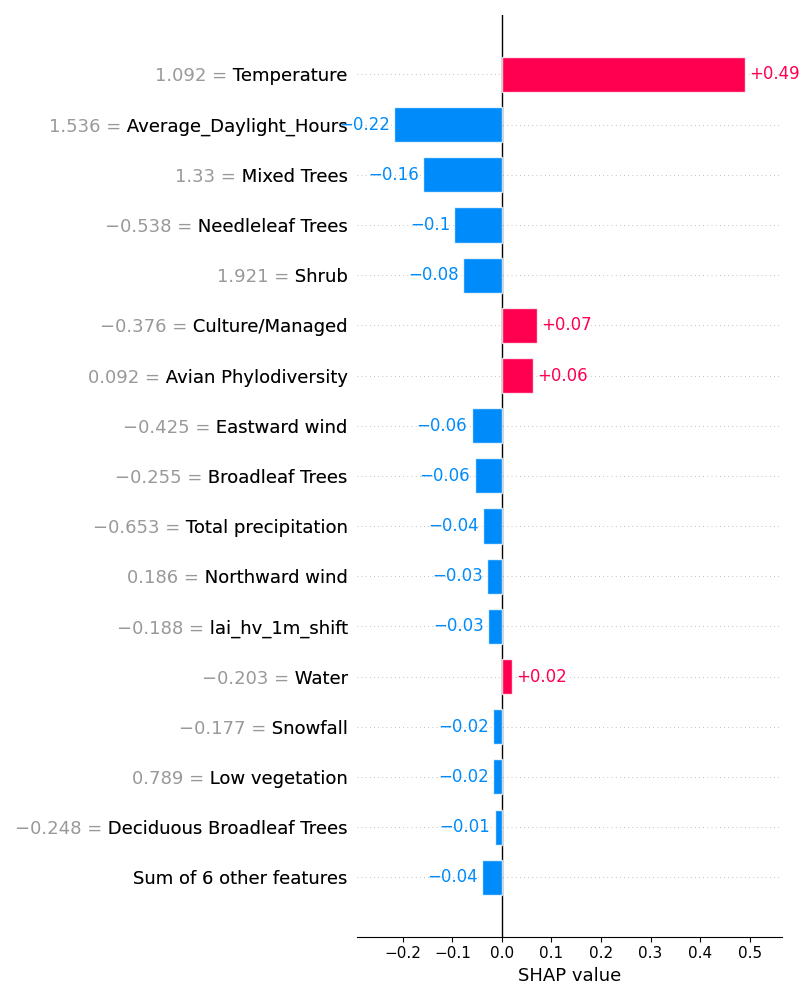 1.092 = Temperature +0.49
1.536 = Average_Daylight_Hours −0.22
1.33 = Mixed Trees −0.16
−0.538 = Needleleaf Trees −0.1
1.921 = Shrub −0.08
−0.376 = Culture/Managed +0.07
0.092 = Avian Phylodiversity +0.06
−0.425 = Eastward wind −0.06
−0.255 = Broadleaf Trees −0.06
−0.653 = Total precipitation −0.04
0.186 = Northward wind −0.03
−0.188 = lai_hv_1m_shift −0.03
−0.203 = Water +0.02
−0.177 = Snowfall −0.02
0.789 = Low vegetation −0.02
−0.248 = Deciduous Broadleaf Trees −0.01
Sum of 6 other features −0.04
−0.2 −0.1 0.0 0.1 0.2 0.3 0.4 0.5
SHAP value